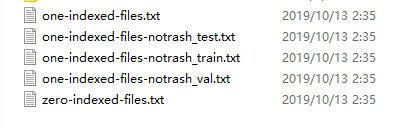 one-indexed-files.txt 2019/10/13 2:35
one-indexed-files-notrash_test.txt 2019/10/13 2:35
one-indexed-files-notrash_train.txt 2019/10/13 2:35
one-indexed-files-notrash_val.txt 2019/10/13 2:35
zero-indexed-files.txt 2019/10/13 2:35